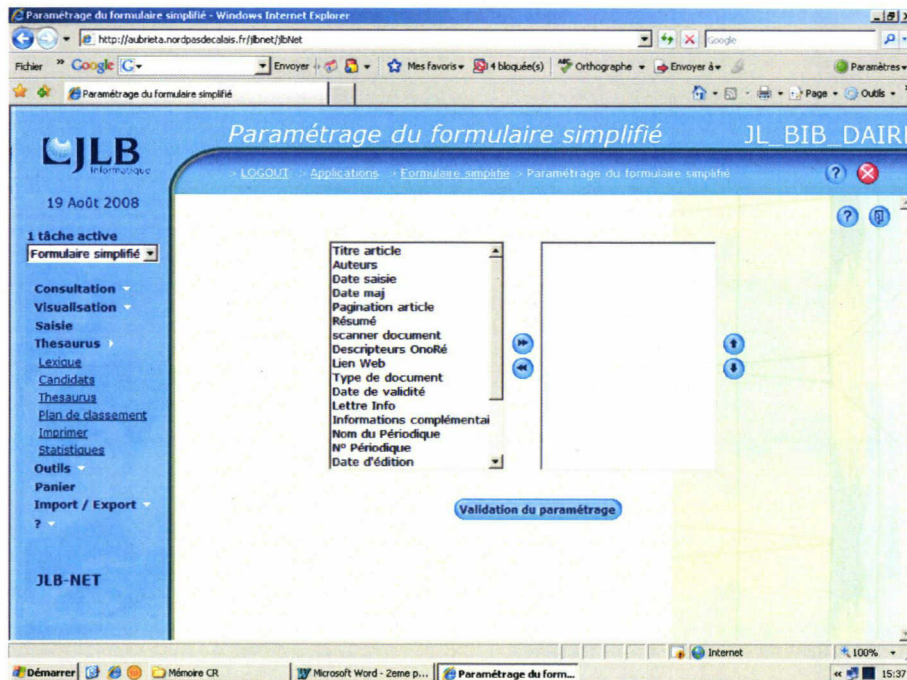 Paramétrage du formulaire simplifié - Windows Internet Explorer
http://aubrieta.nordpasdecalais.fr/jlbnet/JlbNet
Google
Fichier » Google G Envoyer Mes favoris 4 bloquée(s) Orthographe Envoyer à Paramètres
Paramétrage du formulaire simplifié
Page Outils
JLB
Informatique
Paramétrage du formulaire simplifié JL_BIB_DAIRE
> LOGOUT > Applications > Formulaire simplifié > Paramétrage du formulaire simplifié
?
19 Août 2008
?
1 tâche active
Formulaire simplifié
Consultation
Visualisation
Saisie
Thesaurus
Lexique
Candidats
Thesaurus
Plan de classement
Imprimer
Statistiques
Outils
Panier
Import / Export
?
JLB-NET
Titre article
Auteurs
Date saisie
Date maj
Pagination article
Résumé
scanner document
Descripteurs OnoRé
Lien Web
Type de document
Date de validité
Lettre Info
Informations complémentai
Nom du Périodique
N° Périodique
Date d'édition
Validation du paramétrage
Internet 100%
Démarrer Mémoire CR Microsoft Word - 2eme p... Paramétrage du form... « 15:37